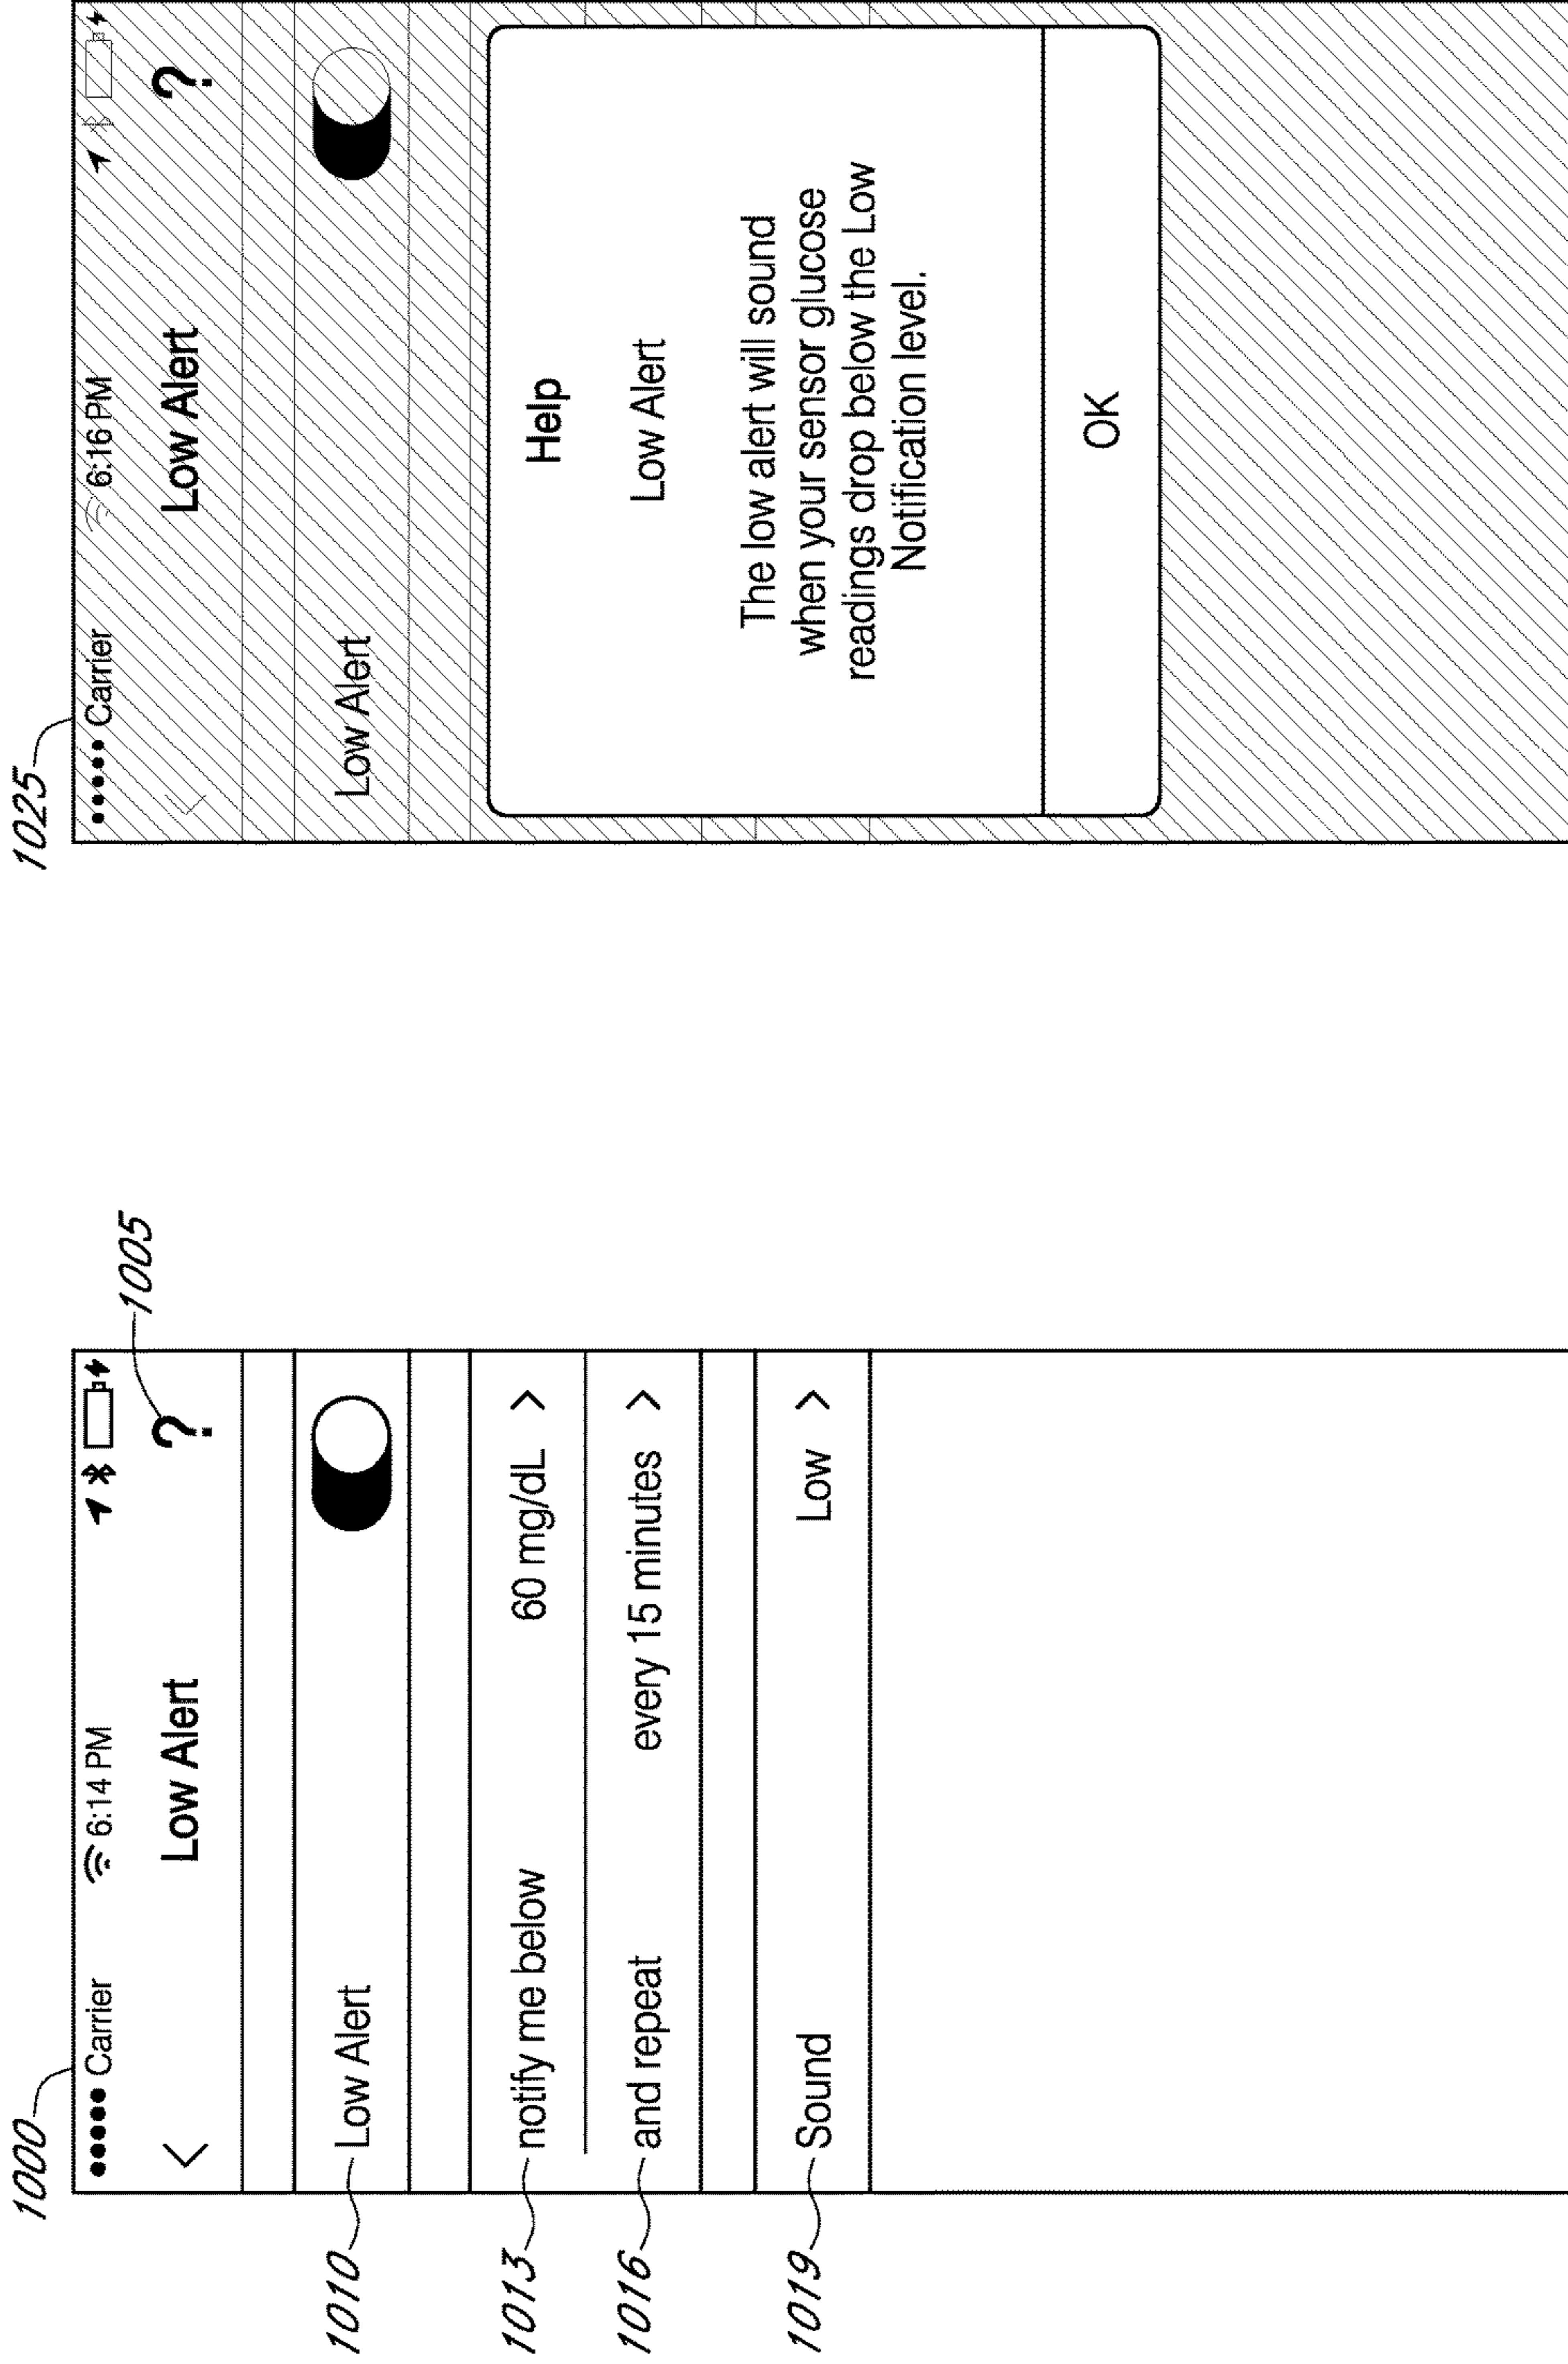 1000
Carrier 6:14 PM
Low Alert ?
1005
1010 Low Alert
1013 notify me below 60 mg/dL >
1016 and repeat every 15 minutes >
1019 Sound Low >
1025
Carrier 6:16 PM
Low Alert ?
Low Alert
Help
Low Alert
The low alert will sound
when your sensor glucose
readings drop below the Low
Notification level.
OK